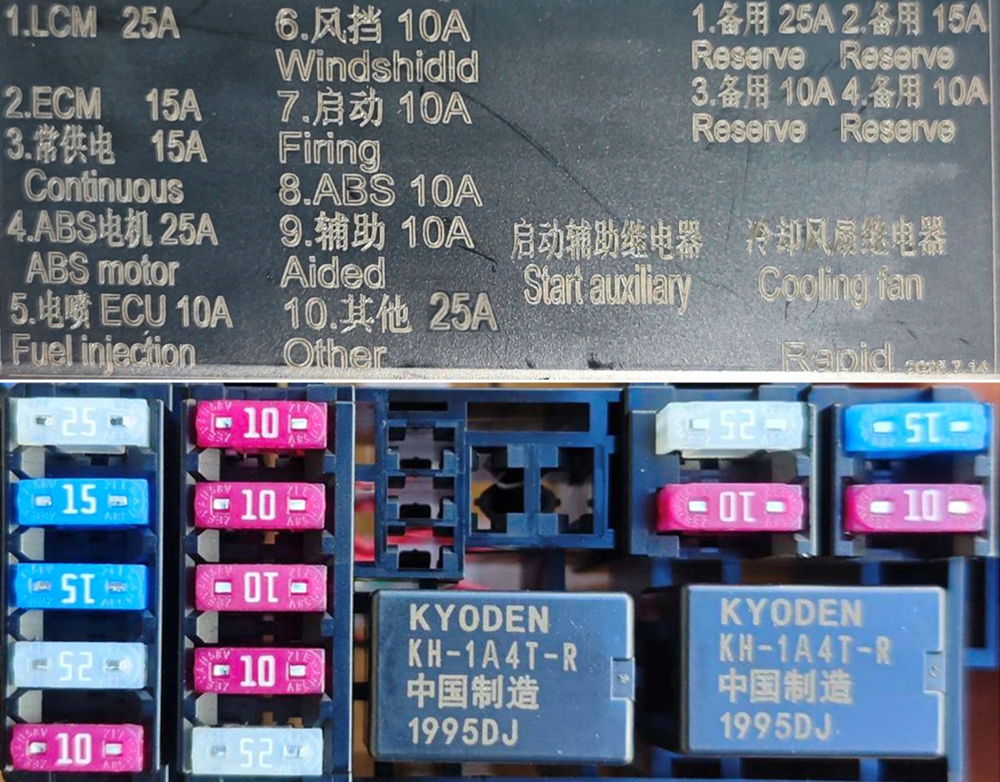 1.LCM 25A
2.ECM 15A
3.常供电 15A
Continuous
4.ABS电机 25A
ABS motor
5.电喷 ECU 10A
Fuel injection
6.风挡 10A
Windshidld
7.启动 10A
Firing
8.ABS 10A
9.辅助 10A
Aided
10.其他 25A
Other
1.备用 25A 2.备用 15A
Reserve Reserve
3.备用 10A 4.备用 10A
Reserve Reserve
启动辅助继电器
Start auxiliary
冷却风扇继电器
Cooling fan
Rapid
25
15
15
25
10
10
10
10
10
25
25
15
10
10
KYODEN
KH-1A4T-R
中国制造
1995DJ
KYODEN
KH-1A4T-R
中国制造
1995DJ